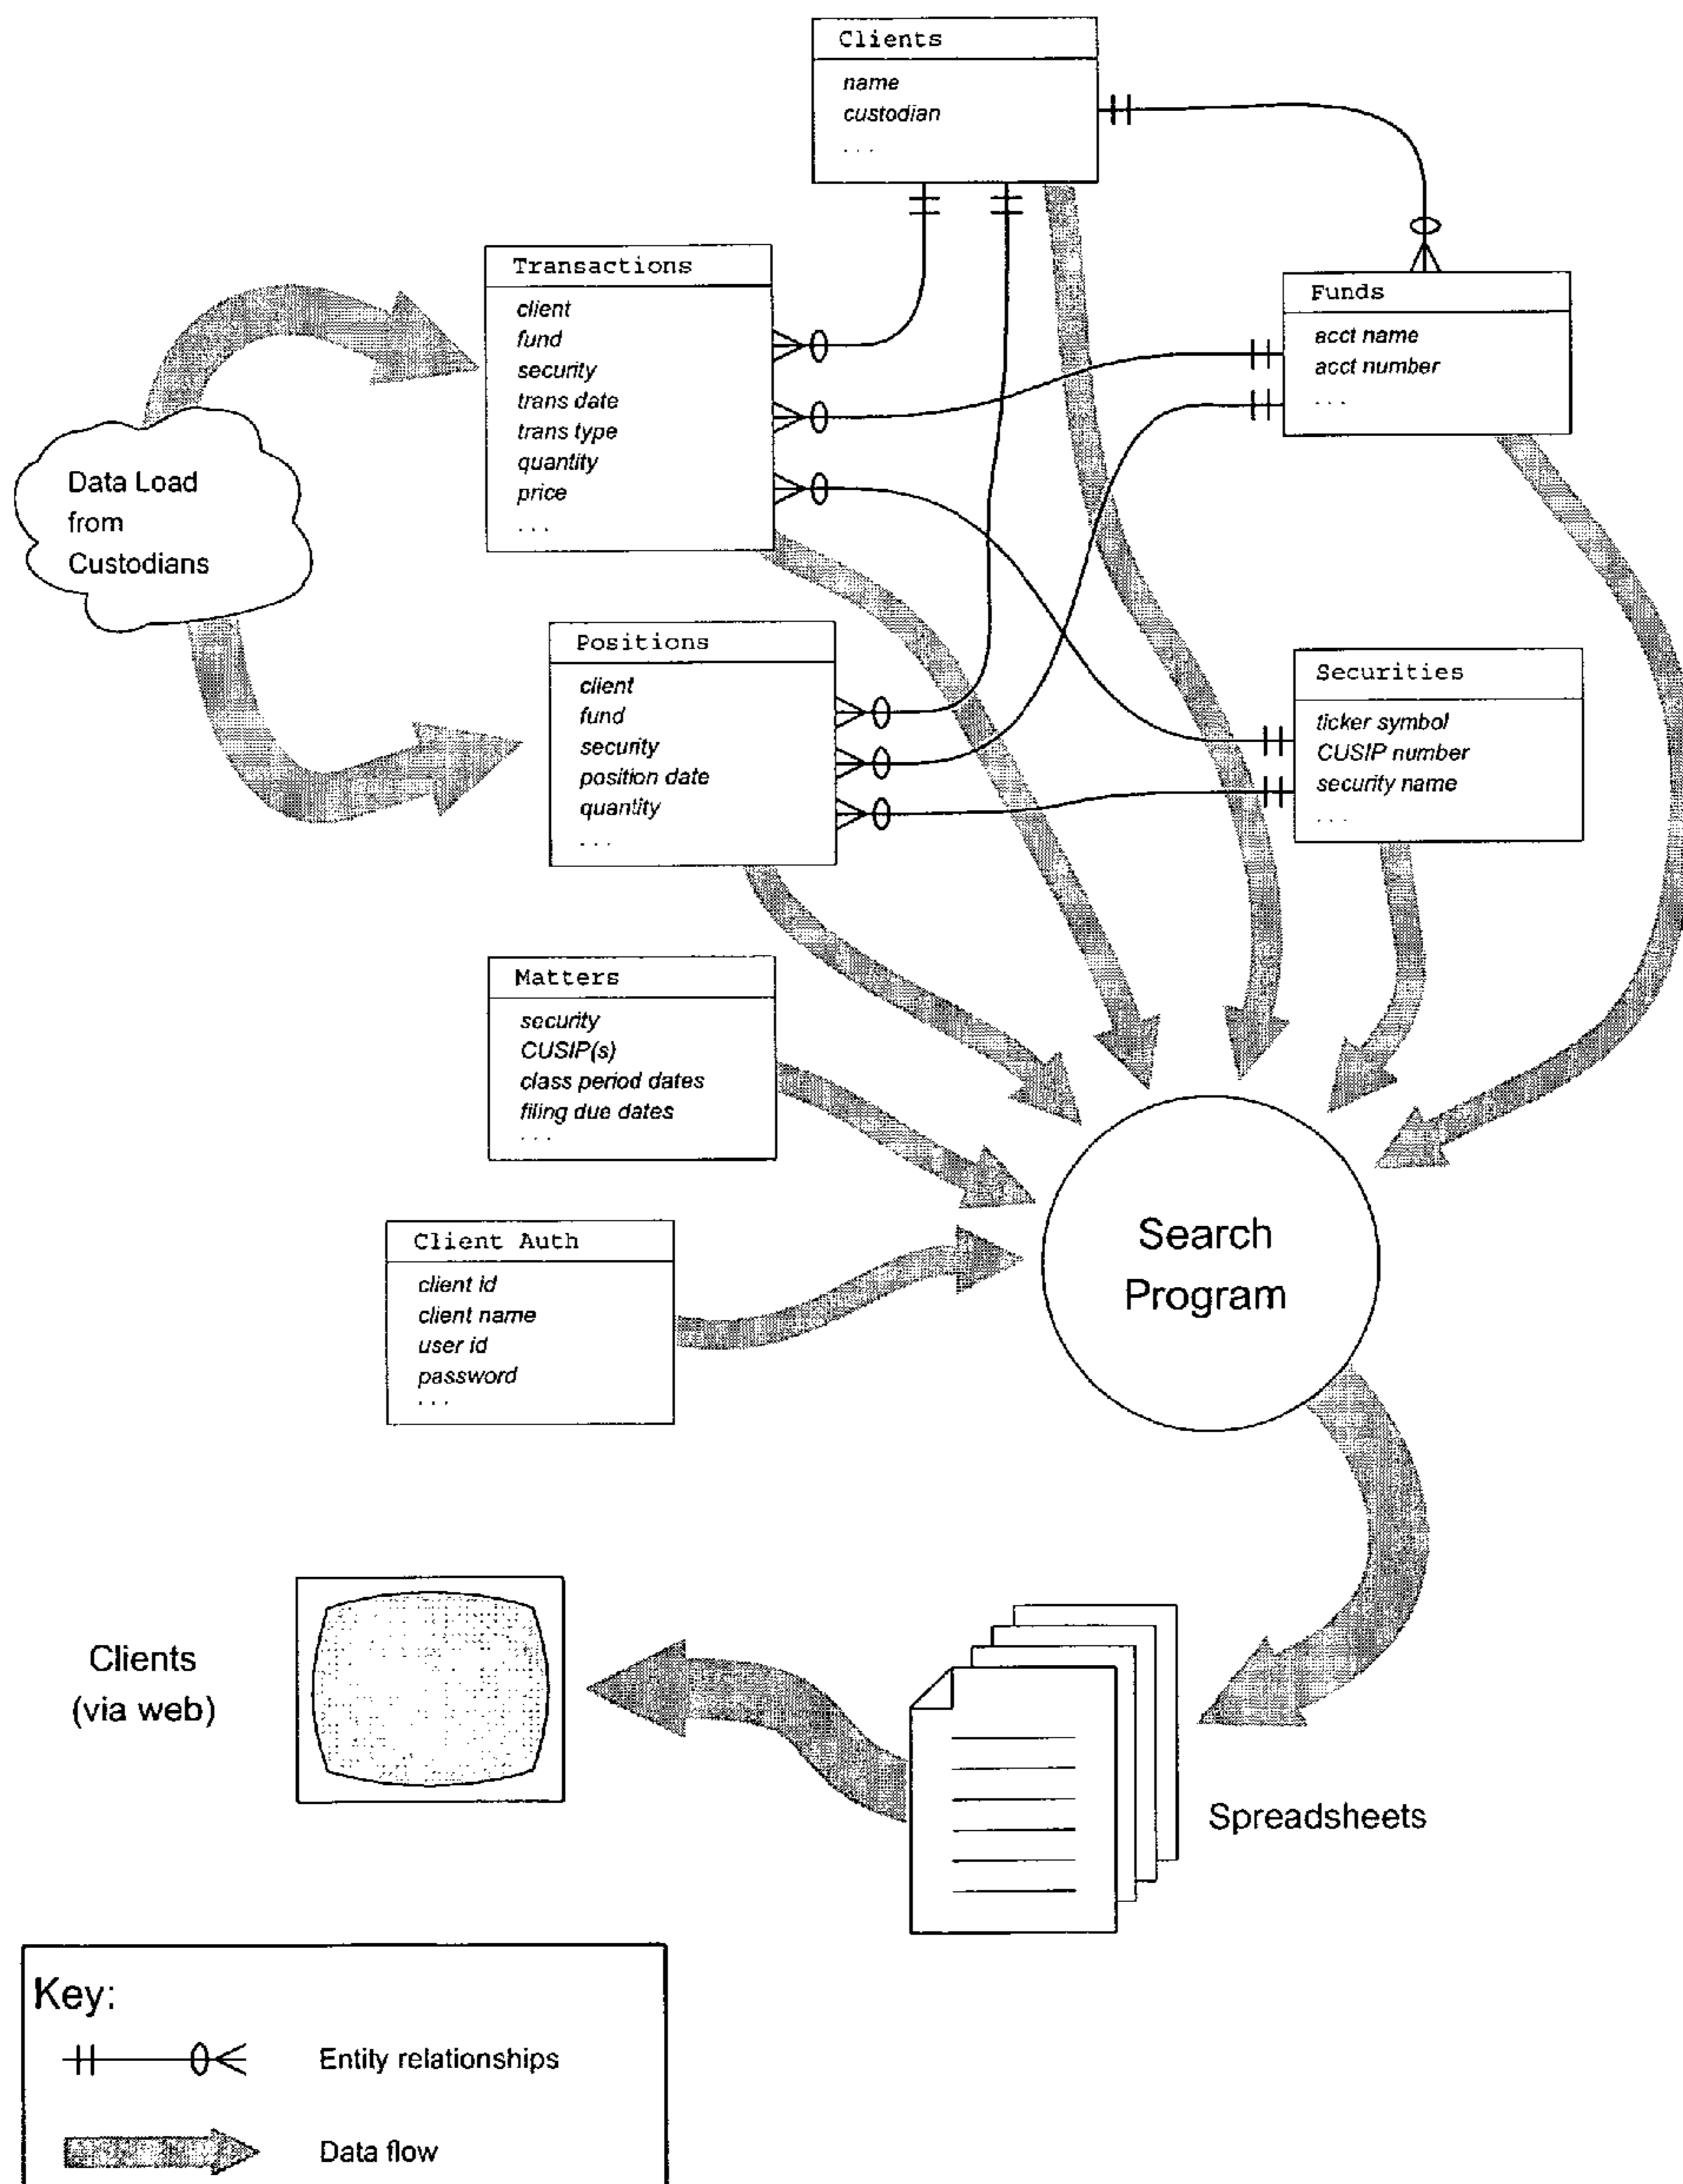 Clients
name
custodian
. . .
Transactions
client
fund
security
trans date
trans type
quantity
price
. . .
Funds
acct name
acct number
. . .
Data Load
from
Custodians
Positions
client
fund
security
position date
quantity
. . .
Securities
ticker symbol
CUSIP number
security name
. . .
Matters
security
CUSIP(s)
class period dates
filing due dates
. . .
Client Auth
client id
client name
user id
password
. . .
Search
Program
Clients
(via web)
Spreadsheets
Key:
Entity relationships
Data flow